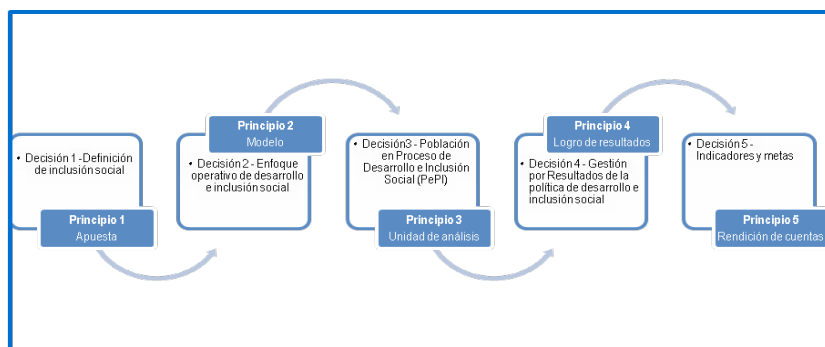 • Decisión 1 -Definición
de inclusión social
Principio 1
Apuesta
Principio 2
Modelo
• Decisión 2 - Enfoque
operativo de desarrollo
e inclusión social
• Decisión3 - Población
en Proceso de
Desarrollo e Inclusión
Social (PePI)
Principio 3
Unidad de análisis
Principio 4
Logro de resultados
• Decisión 4 - Gestión
por Resultados de la
política de desarrollo e
inclusión social
• Decisión 5 -
Indicadores y metas
Principio 5
Rendición de cuentas